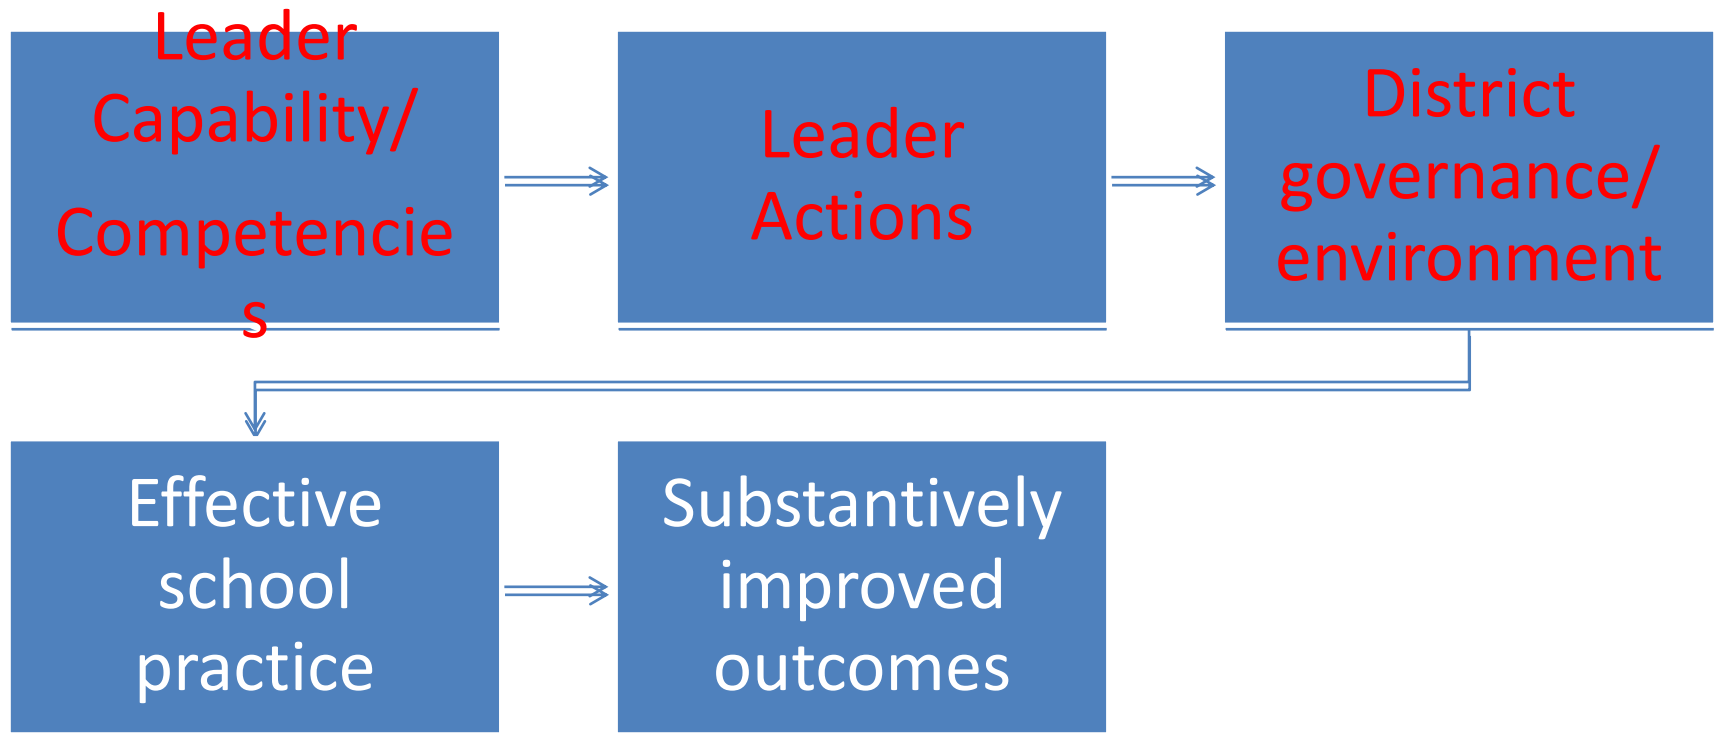 Leader
Capability/
Competencie
s
Leader
Actions
District
governance/
environment
Effective
school
practice
Substantively
improved
outcomes